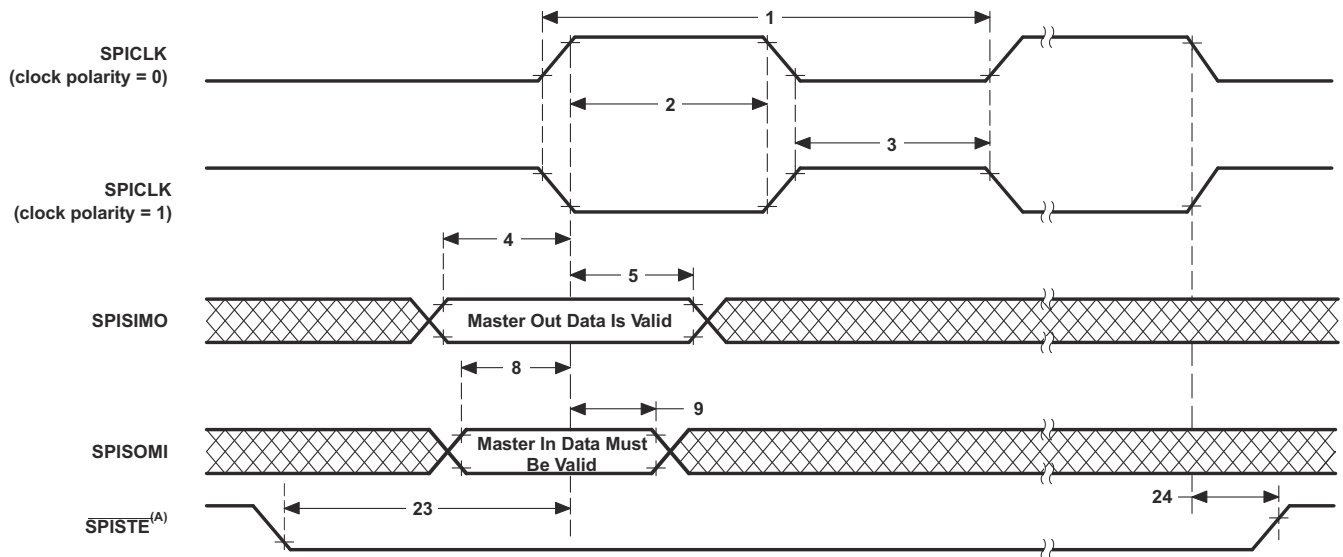 1
SPICLK
(clock polarity = 0)
2
3
SPICLK
(clock polarity = 1)
4
5
SPISIMO
Master Out Data Is Valid
8
9
SPISOMI
Master In Data Must
Be Valid
23
24
SPISTE(A)